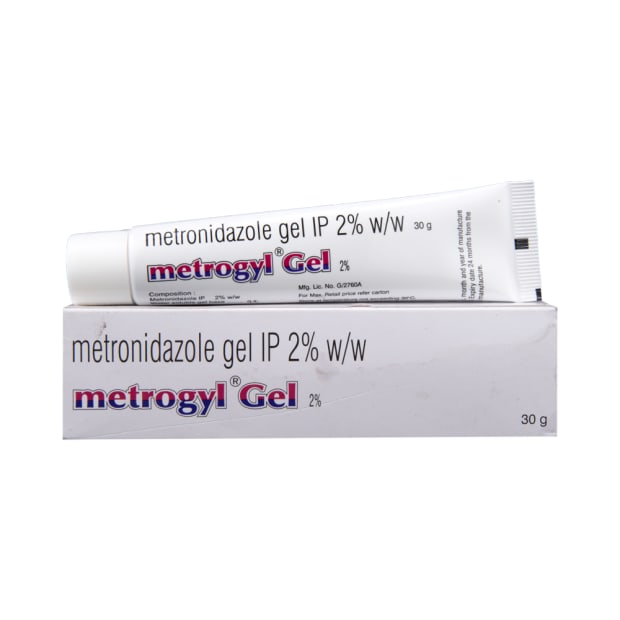 metronidazole gel IP 2% w/w 30 g
metrogyl® Gel 2%
Composition :
Metronidazole IP 2% w/w
Mfg. Lic. No. G/2760A
For Max. Retail price refer carton
month and year of manufacture
Expiry date 24 months from the
manufacture.
metronidazole gel IP 2% w/w
metrogyl® Gel 2%
30 g